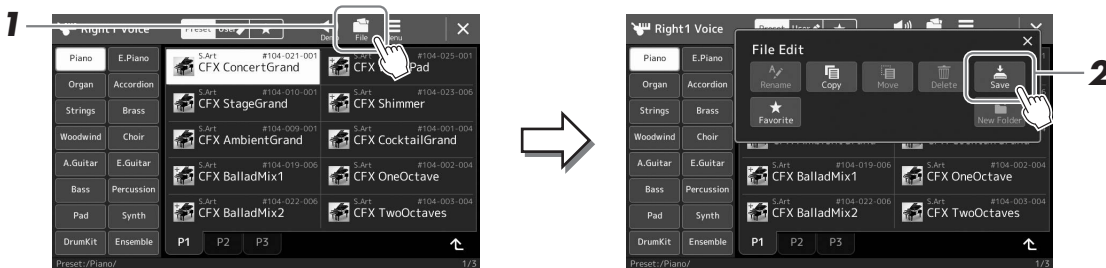 1
Right1 Voice
Preset User ★
Demo File Menu
Piano E.Piano
Organ Accordion
Strings Brass
Woodwind Choir
A.Guitar E.Guitar
Bass Percussion
Pad Synth
DrumKit Ensemble
S.Art #104-021-001
CFX ConcertGrand
#104-025-001
CFX Pad
S.Art #104-010-001
CFX StageGrand
S.Art #104-023-006
CFX Shimmer
S.Art #104-009-001
CFX AmbientGrand
S.Art #104-001-004
CFX CocktailGrand
S.Art #104-019-006
CFX BalladMix1
S.Art #104-002-004
CFX OneOctave
S.Art #104-022-006
CFX BalladMix2
S.Art #104-003-004
CFX TwoOctaves
P1 P2 P3
Preset:/Piano/ 1/3
2
Right1 Voice
Preset User
File Edit
Rename Copy Move Delete Save
Favorite New Folder
Piano E.Piano
Organ Accordion
Strings Brass
Woodwind Choir
A.Guitar E.Guitar
Bass Percussion
Pad Synth
DrumKit Ensemble
S.Art #104-019-006
CFX BalladMix1
S.Art #104-002-004
CFX OneOctave
S.Art #104-022-006
CFX BalladMix2
S.Art #104-003-004
CFX TwoOctaves
P1 P2 P3
Preset:/Piano/ 1/3